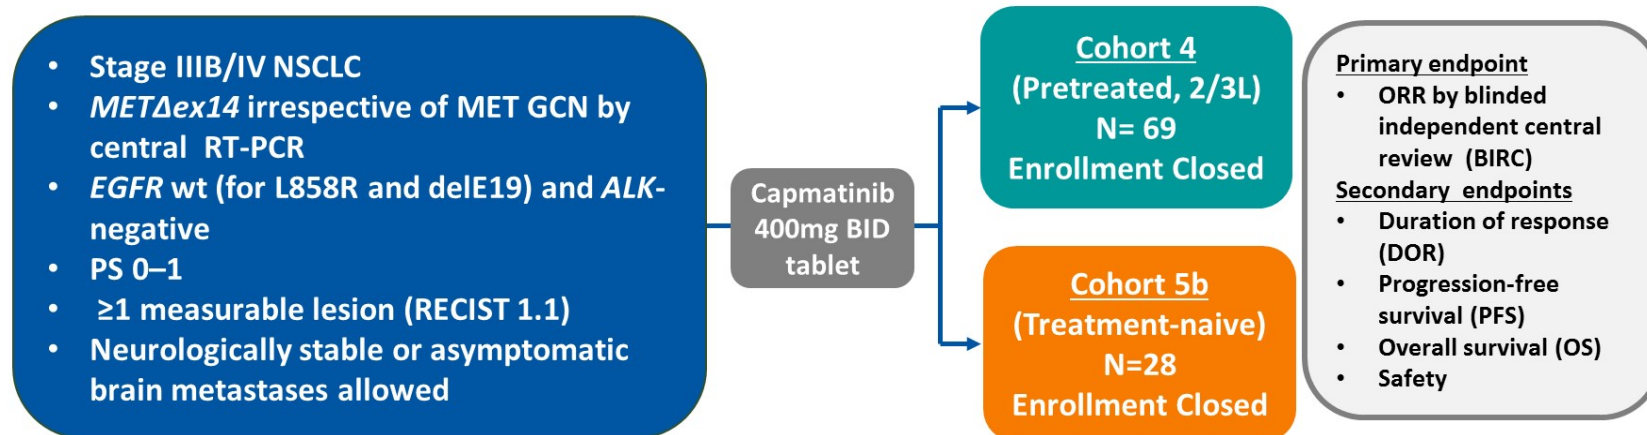 • Stage IIIB/IV NSCLC
• METΔex14 irrespective of MET GCN by
central RT-PCR
• EGFR wt (for L858R and delE19) and ALK-
negative
• PS 0–1
• ≥1 measurable lesion (RECIST 1.1)
• Neurologically stable or asymptomatic
brain metastases allowed
Capmatinib
400mg BID
tablet
Cohort 4
(Pretreated, 2/3L)
N= 69
Enrollment Closed
Cohort 5b
(Treatment-naive)
N=28
Enrollment Closed
Primary endpoint
• ORR by blinded
independent central
review (BIRC)
Secondary endpoints
• Duration of response
(DOR)
• Progression-free
survival (PFS)
• Overall survival (OS)
• Safety